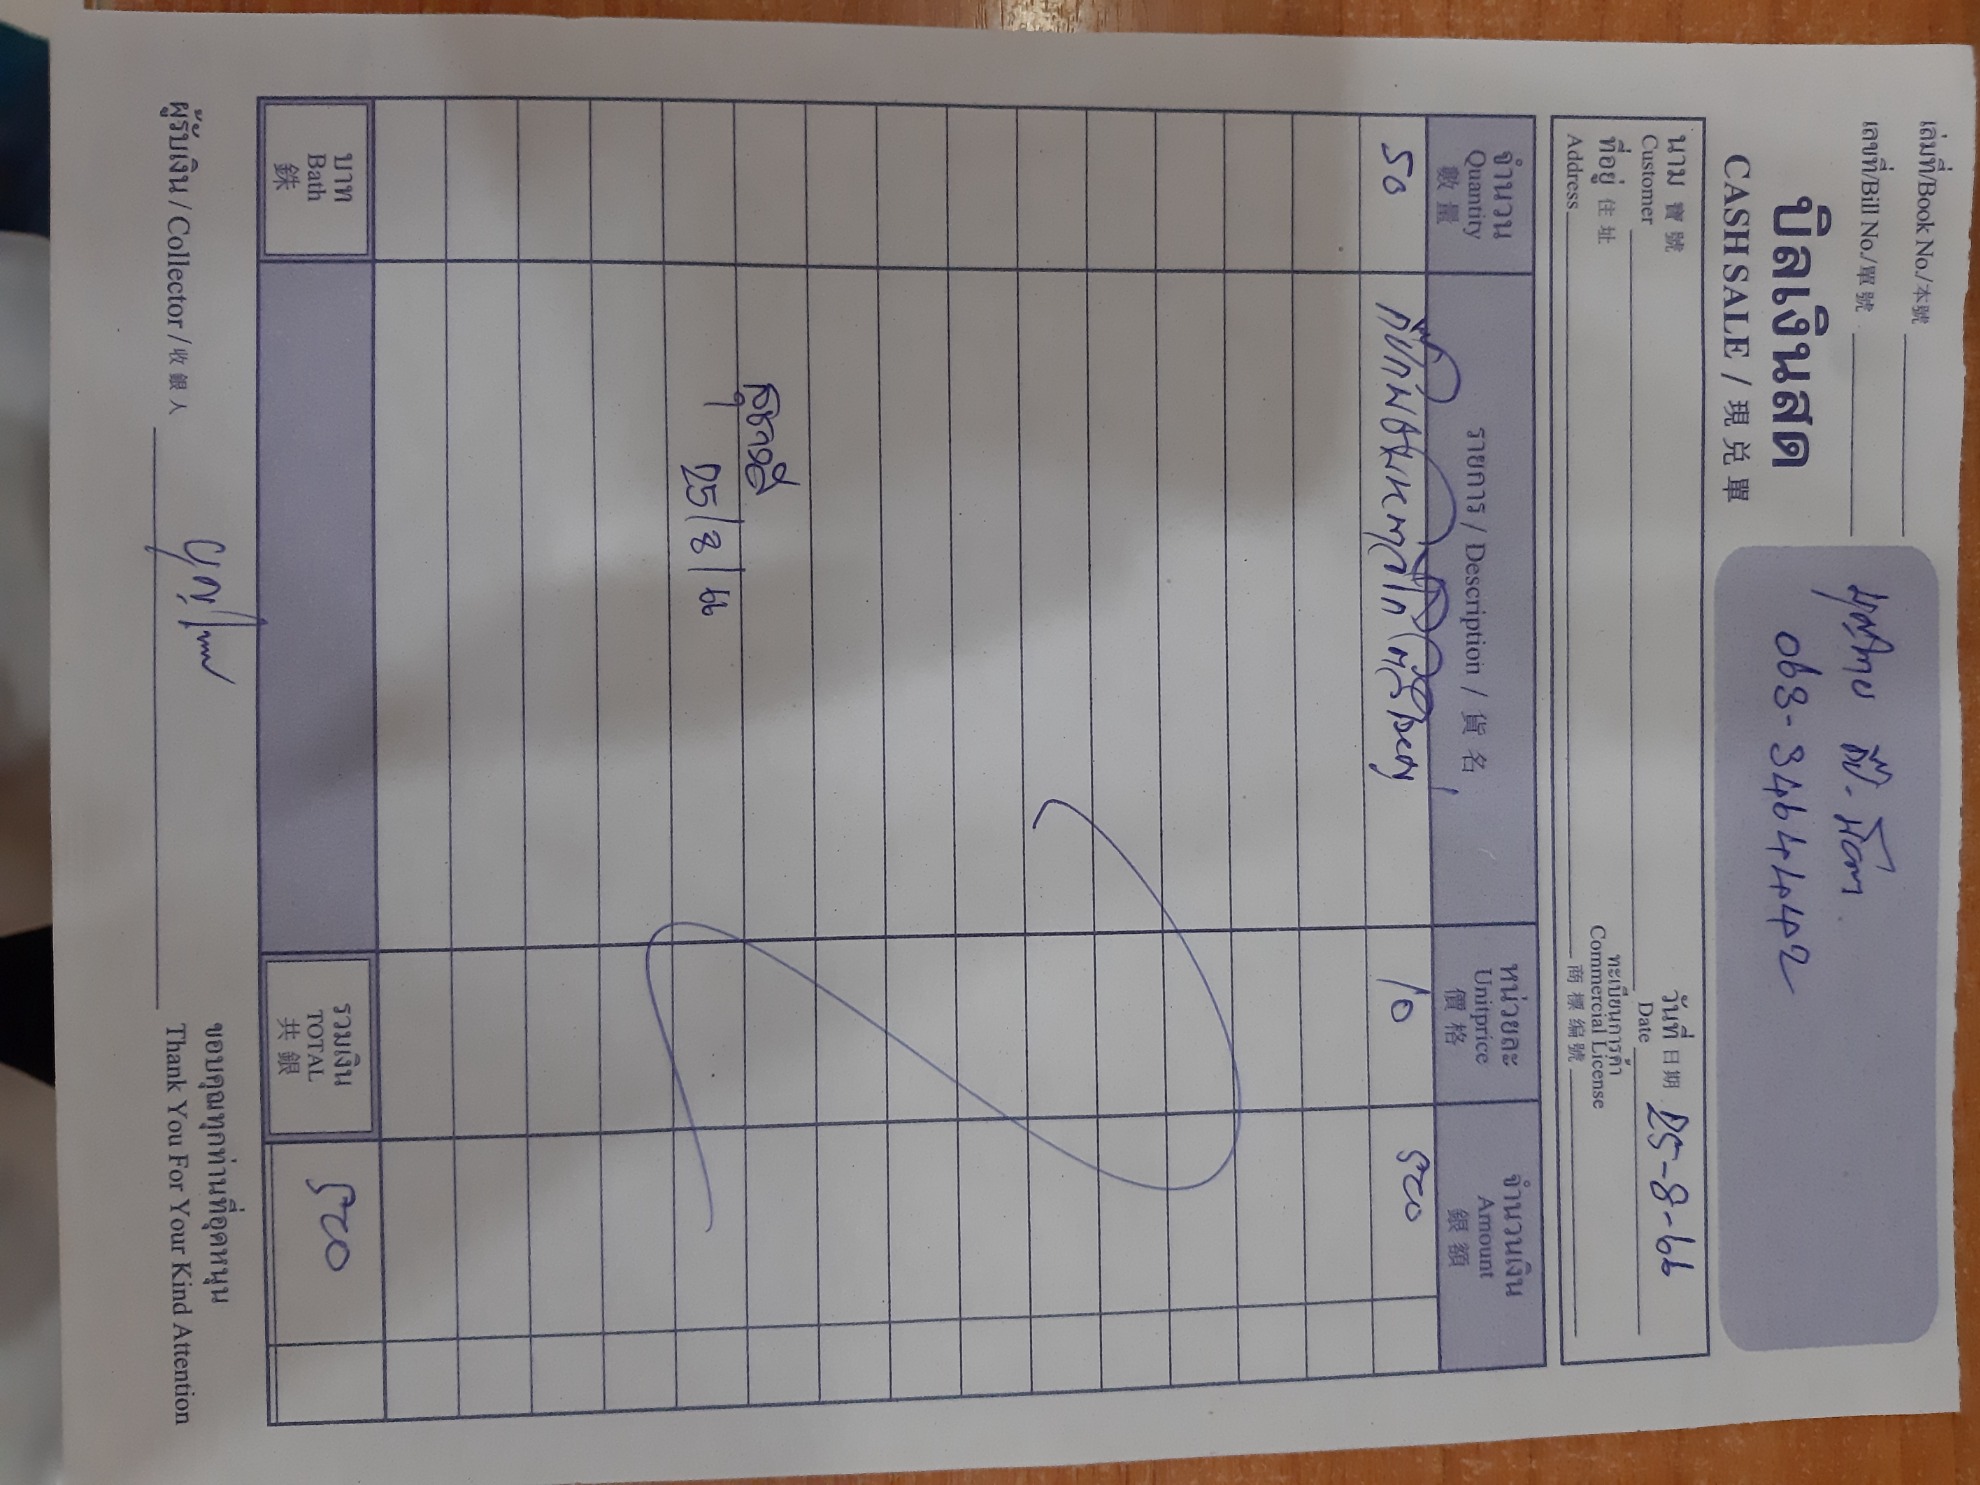 เล่มที่/Book No./本號
เลขที่/Bill No./單號
บิลเงินสด
CASH SALE / 現兑單
063-3464442
นาม 寶號
Customer
วันที่ 日期 25-8-66
Date
ที่อยู่ 住址
Address
ทะเบียนการค้า
Commercial License
商標編號
จำนวน รายการ / Description / 貨名 หน่วยละ จำนวนเงิน
Quantity Unitprice Amount
數量 價格 銀額
50 10 500
25/8/66
บาท รวมเงิน 500
Bath TOTAL
銖 共銀
ผู้รับเงิน / Collector / 收銀人
ขอบคุณทุกท่านที่อุดหนุน
Thank You For Your Kind Attention